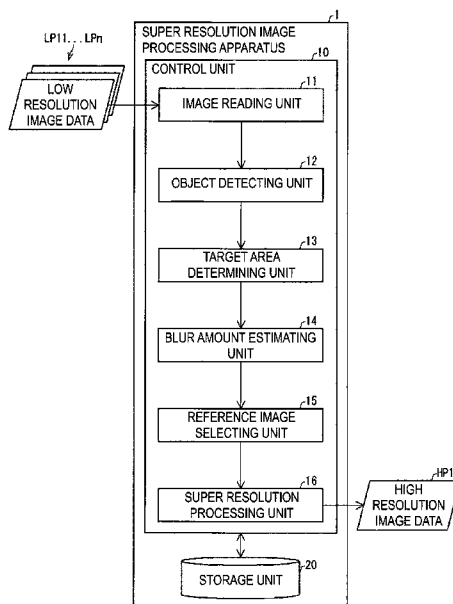 1
SUPER RESOLUTION IMAGE
PROCESSING APPARATUS
LP11...LPn
10
CONTROL UNIT
LOW
RESOLUTION
IMAGE DATA
11
IMAGE READING UNIT
12
OBJECT DETECTING UNIT
13
TARGET AREA
DETERMINING UNIT
14
BLUR AMOUNT ESTIMATING
UNIT
15
REFERENCE IMAGE
SELECTING UNIT
16
SUPER RESOLUTION
PROCESSING UNIT
HP1
HIGH
RESOLUTION
IMAGE DATA
20
STORAGE UNIT